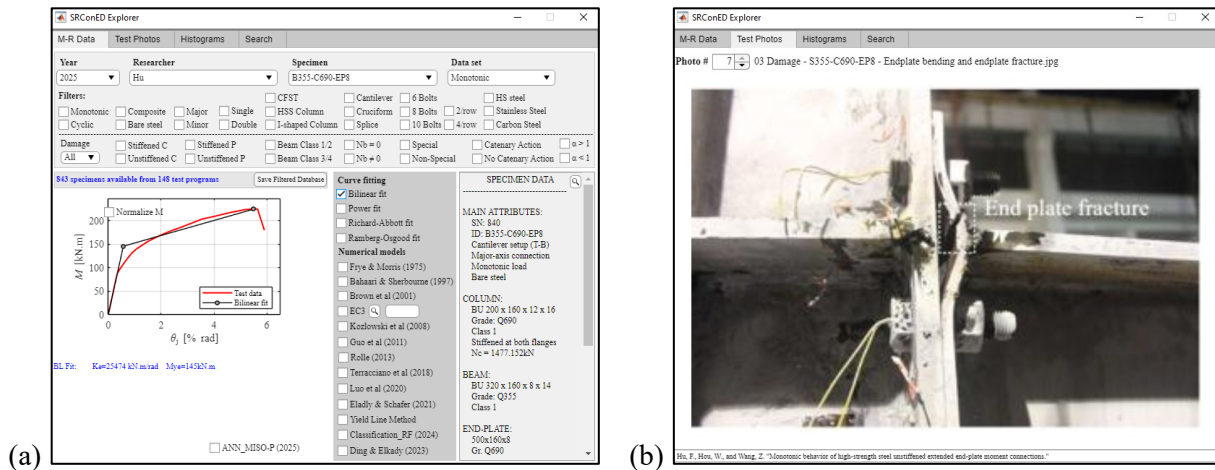 SRConED Explorer
M-R Data Test Photos Histograms Search
Year Researcher Specimen Data set
2025 Hu B355-C690-EP8 Monotonic
Filters:
CFST Cantilever 6 Bolts HS steel
Monotonic Composite Major Single HSS Column Cruciform 8 Bolts 2/row Stainless Steel
Cyclic Bare steel Minor Double I-shaped Column Splice 10 Bolts 4/row Carbon Steel
Damage Stiffened C Stiffened P Beam Class 1/2 Nb = 0 Special Catenary Action α > 1
All Unstiffened C Unstiffened P Beam Class 3/4 Nb ≠ 0 Non-Special No Catenary Action α < 1
843 specimens available from 148 test programs Save Filtered Database
Normalize M
200
150
100
50
0
M [kN.m]
0 2 4 6
θj [% rad]
Test data
Bilinear fit
BL Fit: Ke=25474 kN.m/rad Mye=145kN.m
ANN_MISO-P (2025)
Curve fitting
Bilinear fit
Power fit
Richard-Abbott fit
Ramberg-Osgood fit
Numerical models
Frye & Morris (1975)
Bahaari & Sherbourne (1997)
Brown et al (2001)
EC3
Kozlowski et al (2008)
Guo et al (2011)
Rolle (2013)
Terracciano et al (2018)
Luo et al (2020)
Eladly & Schafer (2021)
Yield Line Method
Classification_RF (2024)
Ding & Elkady (2023)
SPECIMEN DATA
MAIN ATTRIBUTES:
SN: 840
ID: B355-C690-EP8
Cantilever setup (T-B)
Major-axis connection
Monotonic load
Bare steel
COLUMN:
BU 200 x 160 x 12 x 16
Grade: Q690
Class 1
Stiffened at both flanges
Nc = 1477.152kN
BEAM:
BU 320 x 160 x 8 x 14
Grade: Q355
Class 1
END-PLATE:
500x160x8
Gr. Q690
(a)
SRConED Explorer
M-R Data Test Photos Histograms Search
Photo # 7 03 Damage - S355-C690-EP8 - Endplate bending and endplate fracture.jpg
End plate fracture
Hu, F., Hou, W., and Wang, Z. "Monotonic behavior of high-strength steel unstiffened extended end-plate moment connections."
(b)